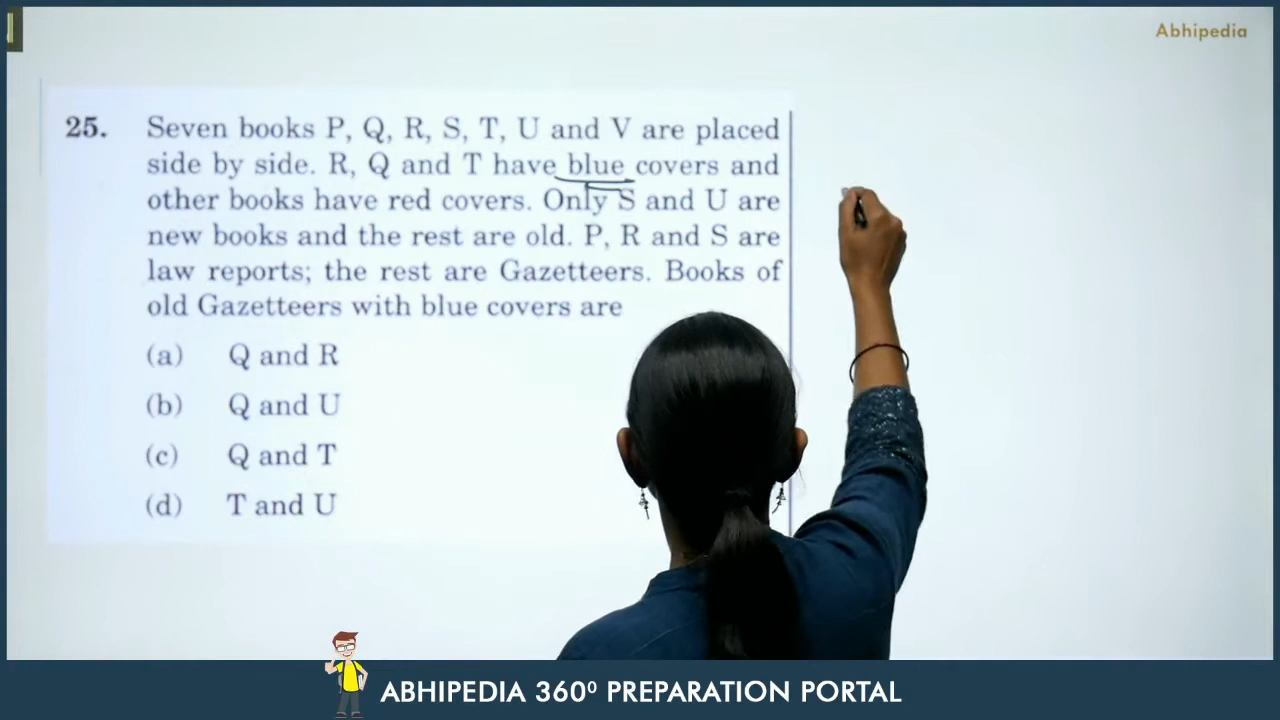 Abhipedia
25. Seven books P, Q, R, S, T, U and V are placed
side by side. R, Q and T have blue covers and
other books have red covers. Only S and U are
new books and the rest are old. P, R and S are
law reports; the rest are Gazetteers. Books of
old Gazetteers with blue covers are
(a) Q and R
(b) Q and U
(c) Q and T
(d) T and U
ABHIPEDIA 360⁰ PREPARATION PORTAL